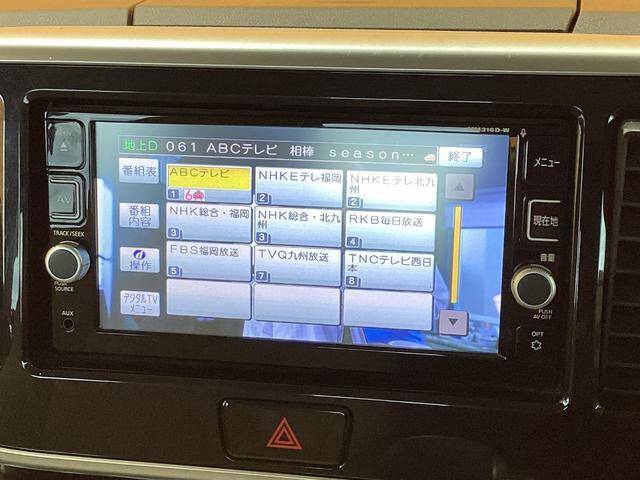 316D-W
地上D 061 ABCテレビ 相棒 season… 終了
番組表
番組
内容
操作
デジタルTV
メニュー
ABCテレビ
1 6
NHKEテレ福岡
2
NHKEテレ北九
州
2
NHK総合・福岡
3
NHK総合・北九
州
3
RKB毎日放送
4
FBS福岡放送
5
TVQ九州放送
7
TNCテレビ西日
本
8
AV
TRACK/SEEK
PUSH
SOURCE
AUX
メニュー
現在地
音量
PUSH
AV OFF
OPT